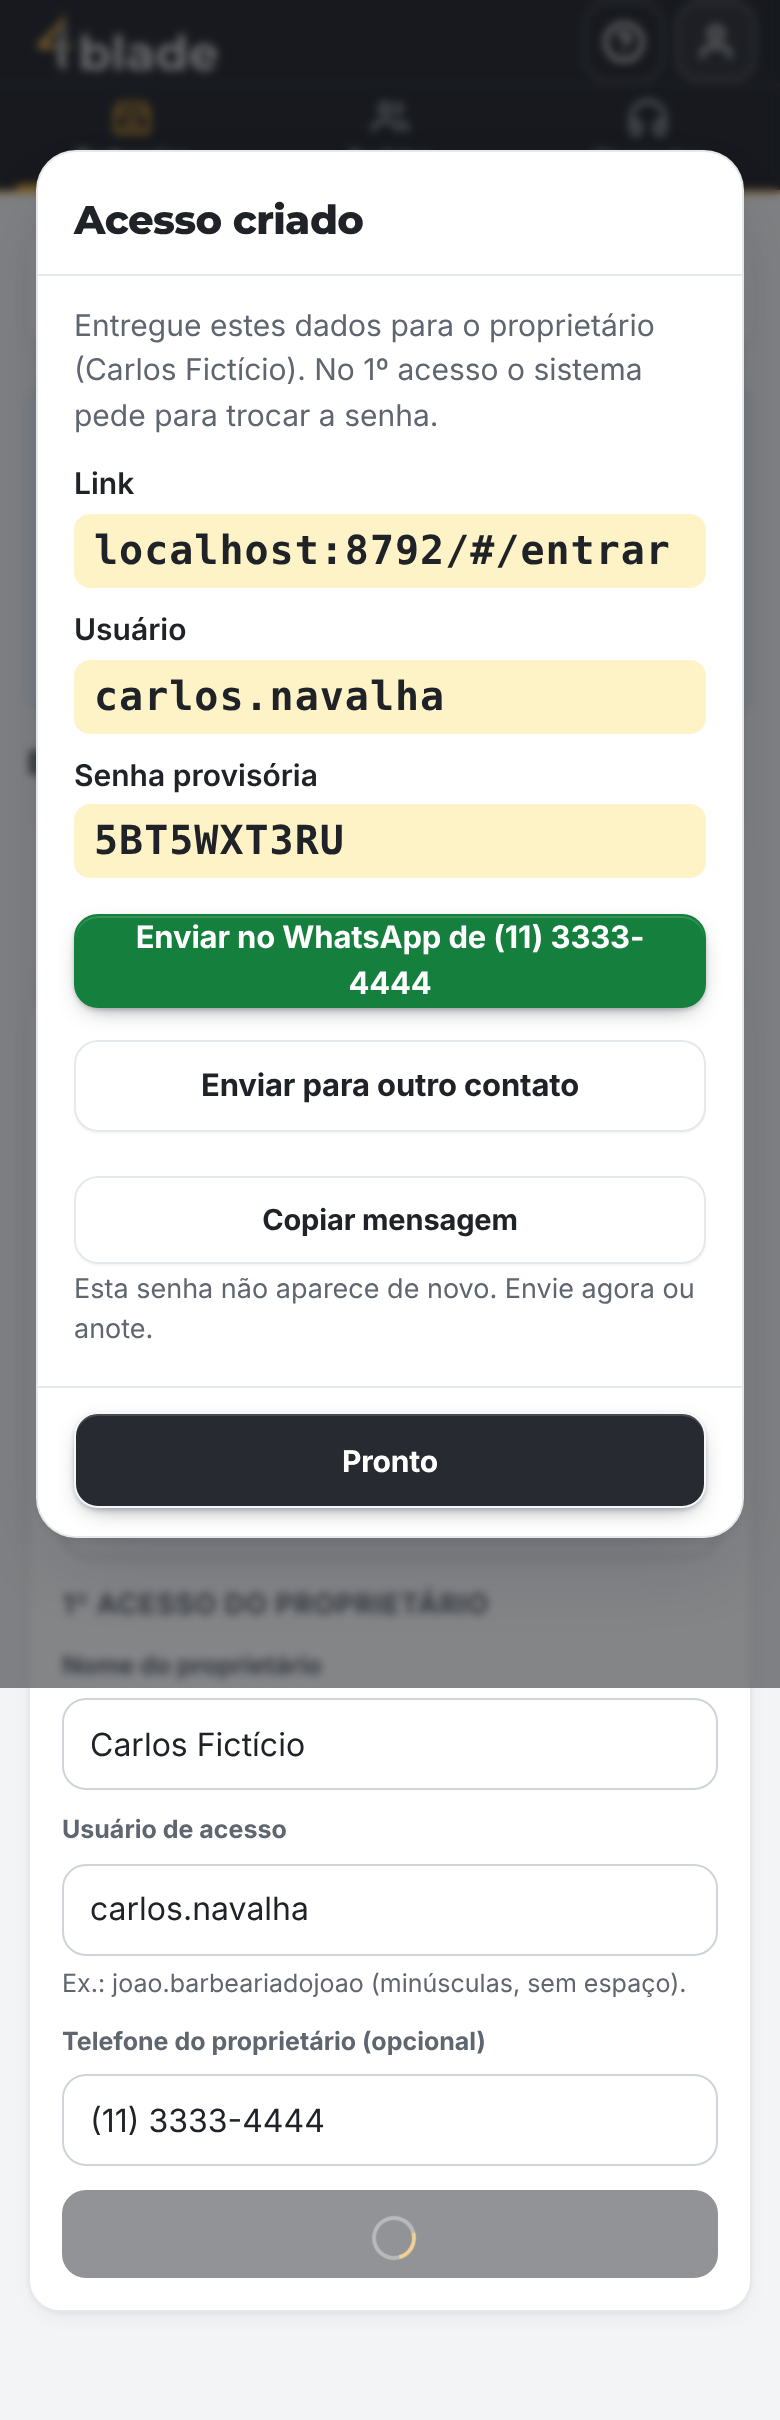 blade
Acesso criado
Entregue estes dados para o proprietário
(Carlos Fictício). No 1º acesso o sistema
pede para trocar a senha.
Link
localhost:8792/#/entrar
Usuário
carlos.navalha
Senha provisória
5BT5WXT3RU
Enviar no WhatsApp de (11) 3333-
4444
Enviar para outro contato
Copiar mensagem
Esta senha não aparece de novo. Envie agora ou
anote.
Pronto
1º ACESSO DO PROPRIETÁRIO
Nome do proprietário
Carlos Fictício
Usuário de acesso
carlos.navalha
Ex.: joao.barbeariadojoao (minúsculas, sem espaço).
Telefone do proprietário (opcional)
(11) 3333-4444